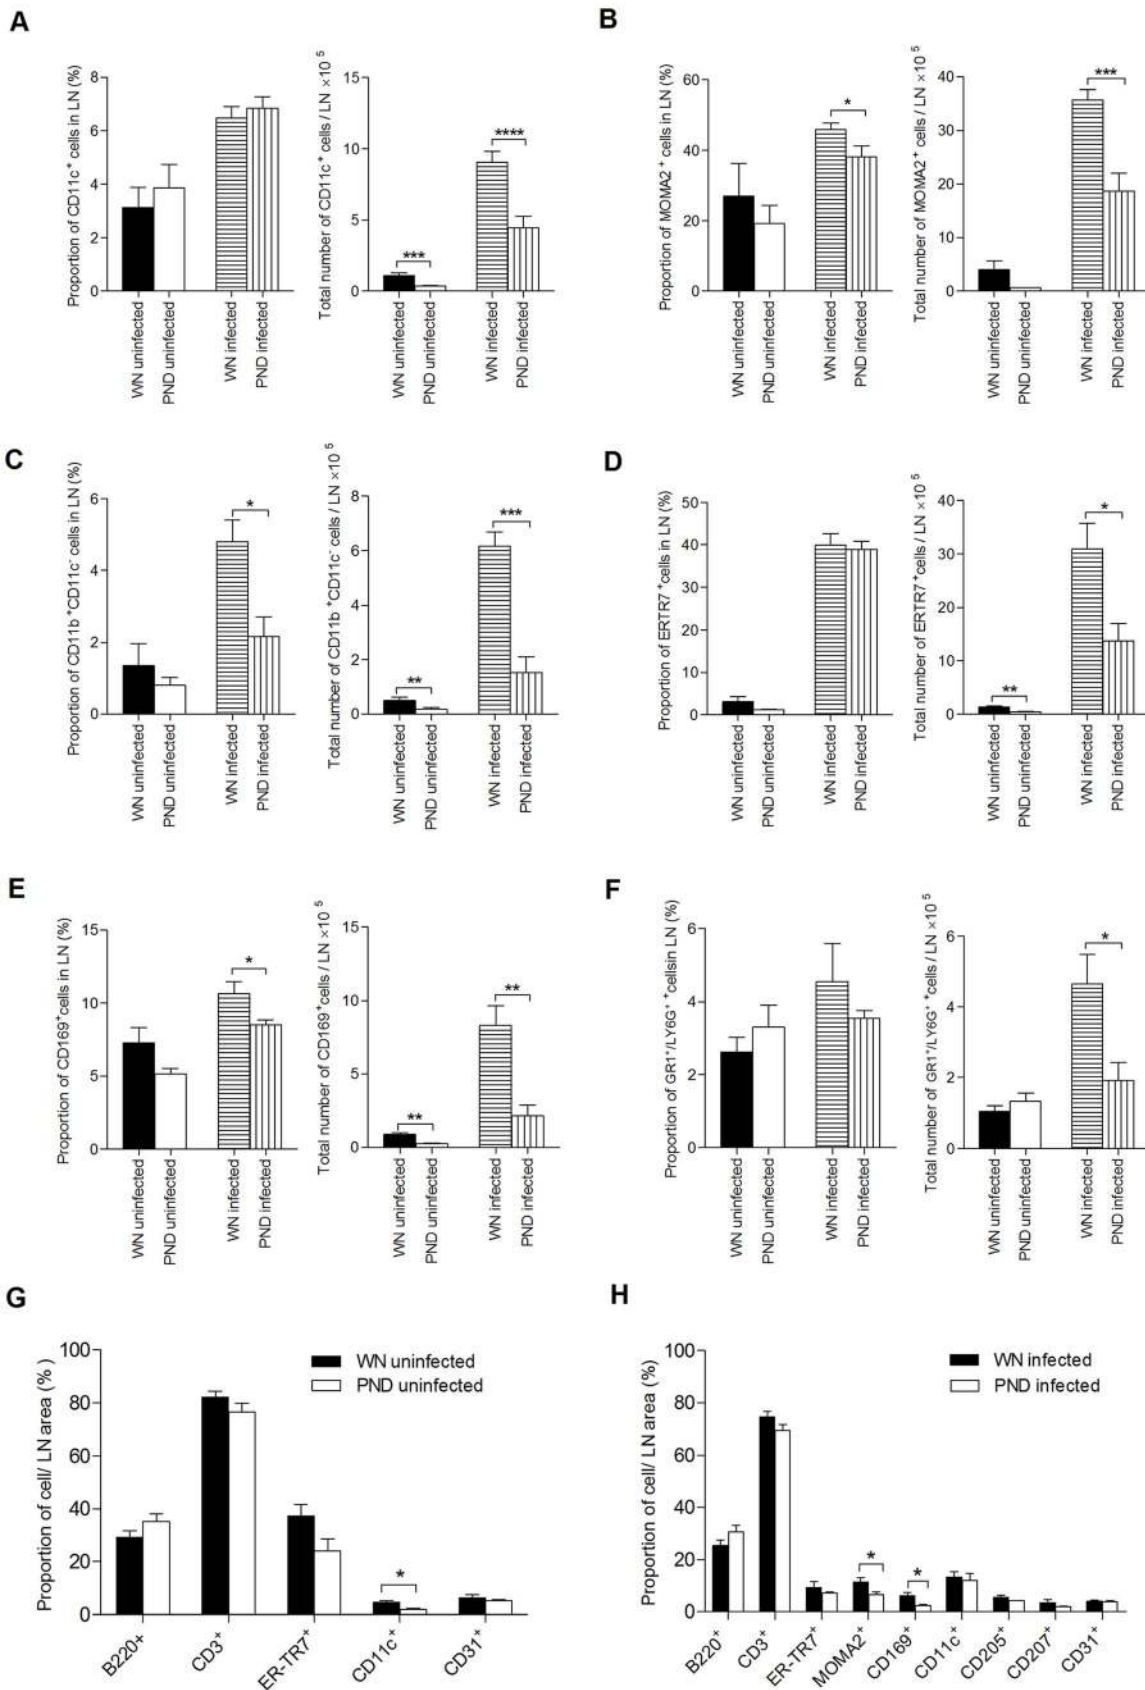 A
Proportion of CD11c⁺ cells in LN (%)
8
6
4
2
0
WN uninfected
PND uninfected
WN infected
PND infected
Total number of CD11c⁺ cells / LN ×10⁵
15
10
5
0
***
****
WN uninfected
PND uninfected
WN infected
PND infected
B
Proportion of MOMA2⁺ cells in LN (%)
60
40
20
0
*
WN uninfected
PND uninfected
WN infected
PND infected
Total number of MOMA2⁺ cells / LN ×10⁵
40
30
20
10
0
***
WN uninfected
PND uninfected
WN infected
PND infected
C
Proportion of CD11b⁺CD11c⁻ cells in LN (%)
6
4
2
0
*
WN uninfected
PND uninfected
WN infected
PND infected
Total number of CD11b⁺CD11c⁻ cells / LN ×10⁵
8
6
4
2
0
**
***
WN uninfected
PND uninfected
WN infected
PND infected
D
Proportion of ERTR7⁺cells in LN (%)
50
40
30
20
10
0
WN uninfected
PND uninfected
WN infected
PND infected
Total number of ERTR7⁺cells / LN ×10⁵
40
30
20
10
0
**
*
WN uninfected
PND uninfected
WN infected
PND infected
E
Proportion of CD169⁺cells in LN (%)
15
10
5
0
*
WN uninfected
PND uninfected
WN infected
PND infected
Total number of CD169⁺cells / LN ×10⁵
15
10
5
0
**
**
WN uninfected
PND uninfected
WN infected
PND infected
F
Proportion of GR1⁺/LY6G⁺ ⁺cellsin LN (%)
6
4
2
0
WN uninfected
PND uninfected
WN infected
PND infected
Total number of GR1⁺/LY6G⁺ ⁺cells / LN ×10⁵
6
4
2
0
*
WN uninfected
PND uninfected
WN infected
PND infected
G
Proportion of cell/ LN area (% )
100
80
60
40
20
0
WN uninfected
PND uninfected
*
B220+
CD3⁺
ER-TR7⁺
CD11c⁺
CD31⁺
H
Proportion of cell/ LN area (%)
100
80
60
40
20
0
WN infected
PND infected
*
*
B220⁺
CD3⁺
ER-TR7⁺
MOMA2⁺
CD169⁺
CD11c⁺
CD205⁺
CD207⁺
CD31⁺